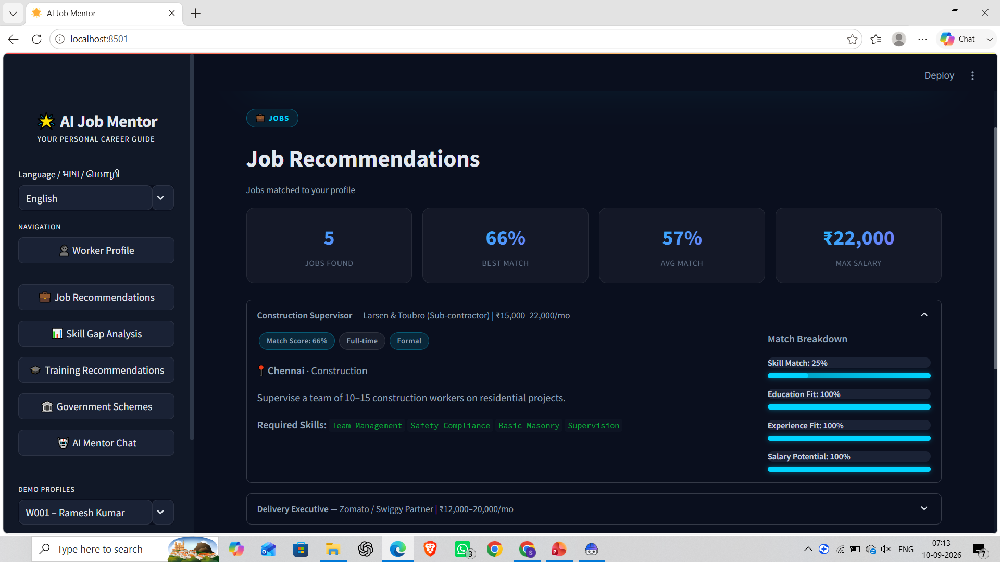 AI Job Mentor
localhost:8501
Chat
Deploy
AI Job Mentor
YOUR PERSONAL CAREER GUIDE
Language / भाषा / மொழி
English
NAVIGATION
Worker Profile
Job Recommendations
Skill Gap Analysis
Training Recommendations
Government Schemes
AI Mentor Chat
DEMO PROFILES
W001 – Ramesh Kumar
JOBS
Job Recommendations
Jobs matched to your profile
5
JOBS FOUND
66%
BEST MATCH
57%
AVG MATCH
₹22,000
MAX SALARY
Construction Supervisor — Larsen & Toubro (Sub-contractor) | ₹15,000–22,000/mo
Match Score: 66%
Full-time
Formal
Chennai · Construction
Supervise a team of 10–15 construction workers on residential projects.
Required Skills: Team Management Safety Compliance Basic Masonry Supervision
Match Breakdown
Skill Match: 25%
Education Fit: 100%
Experience Fit: 100%
Salary Potential: 100%
Delivery Executive — Zomato / Swiggy Partner | ₹12,000–20,000/mo
Type here to search
3
S
P
ENG
07:13
10-09-2026
7